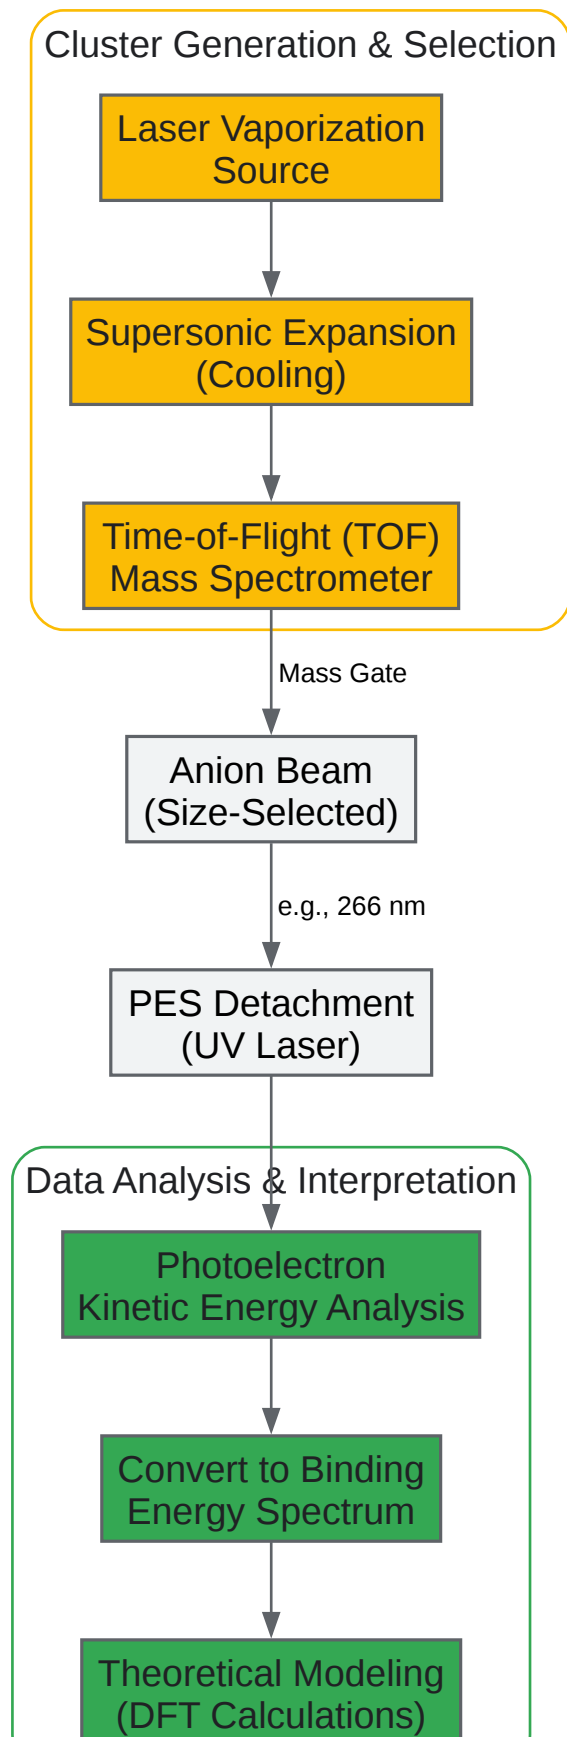 Cluster Generation & Selection
Laser Vaporization
Source
Supersonic Expansion
(Cooling)
Time-of-Flight (TOF)
Mass Spectrometer
Mass Gate
Anion Beam
(Size-Selected)
e.g., 266 nm
PES Detachment
(UV Laser)
Data Analysis & Interpretation
Photoelectron
Kinetic Energy Analysis
Convert to Binding
Energy Spectrum
Theoretical Modeling
(DFT Calculations)